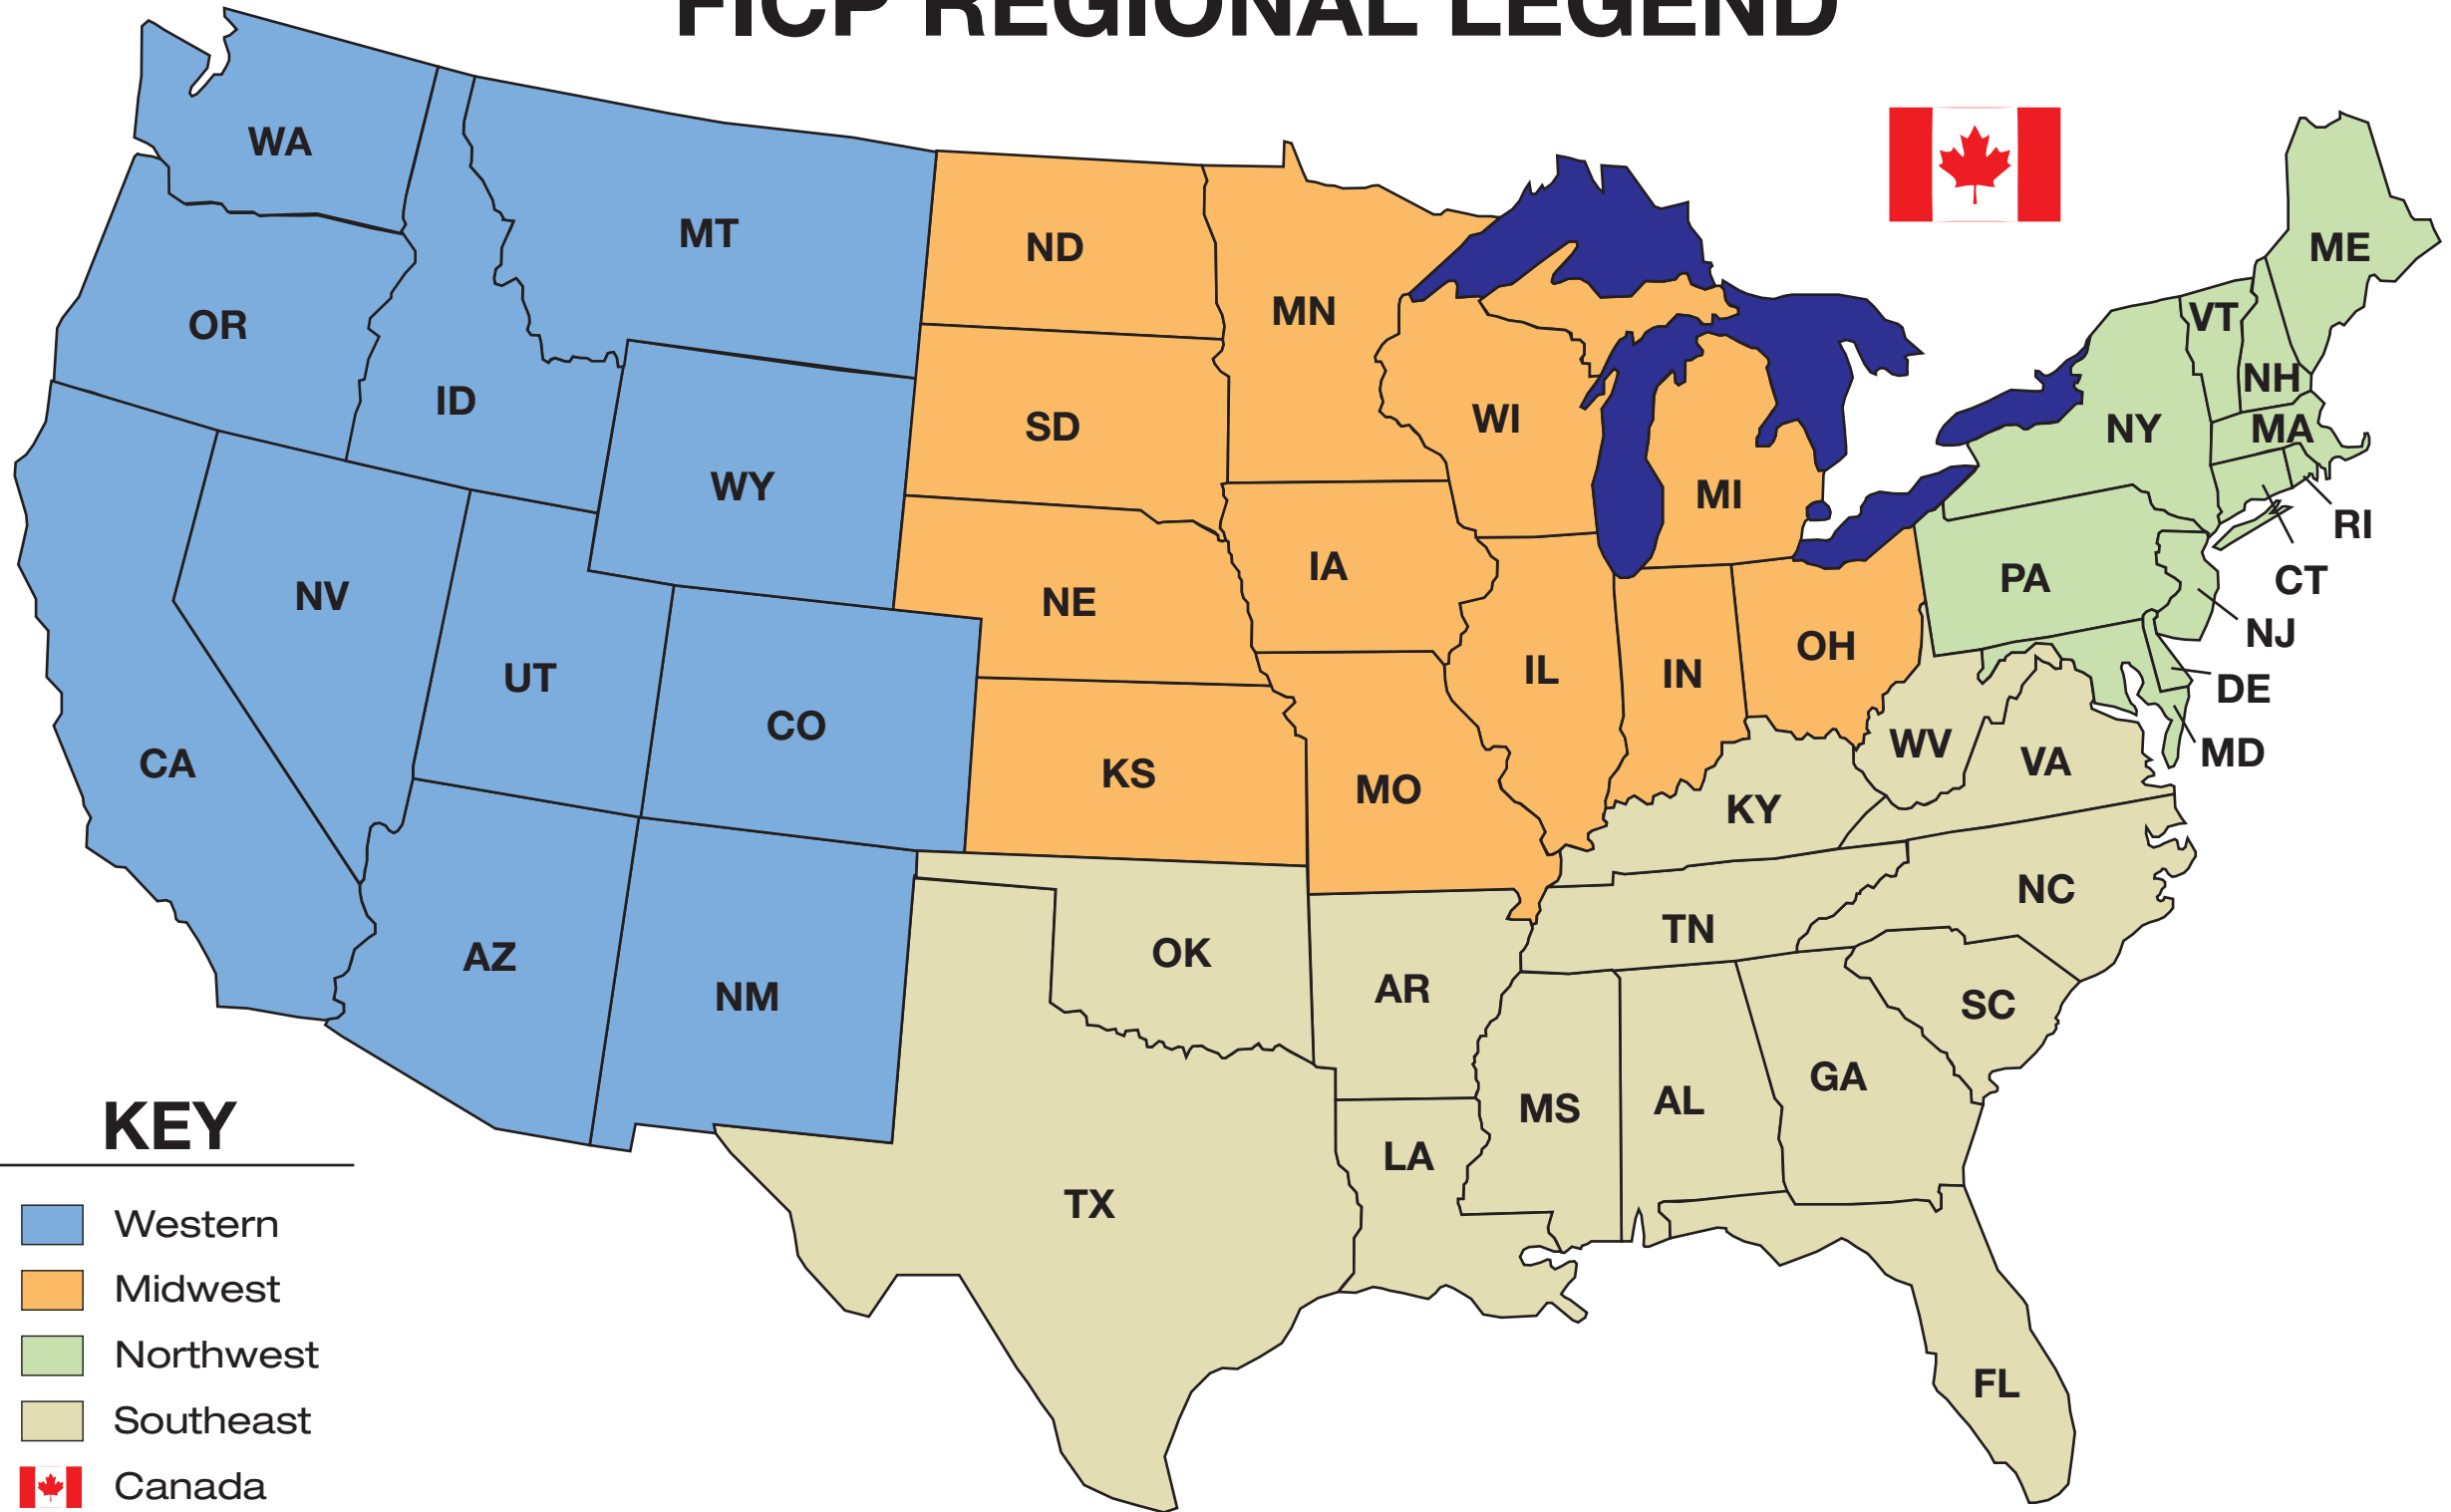 FICP REGIONAL LEGEND
WA
MT
ND
ME
MN
VT
OR
NH
ID
SD
WI
NY
MA
WY
MI
RI
IA
PA
CT
NV
NE
NJ
OH
UT
IL
IN
DE
CO
WV
MD
CA
KS
MO
VA
KY
NC
TN
AZ
OK
NM
AR
SC
GA
MS
AL
KEY
LA
TX
Western
Midwest
Northwest
FL
Southeast
Canada